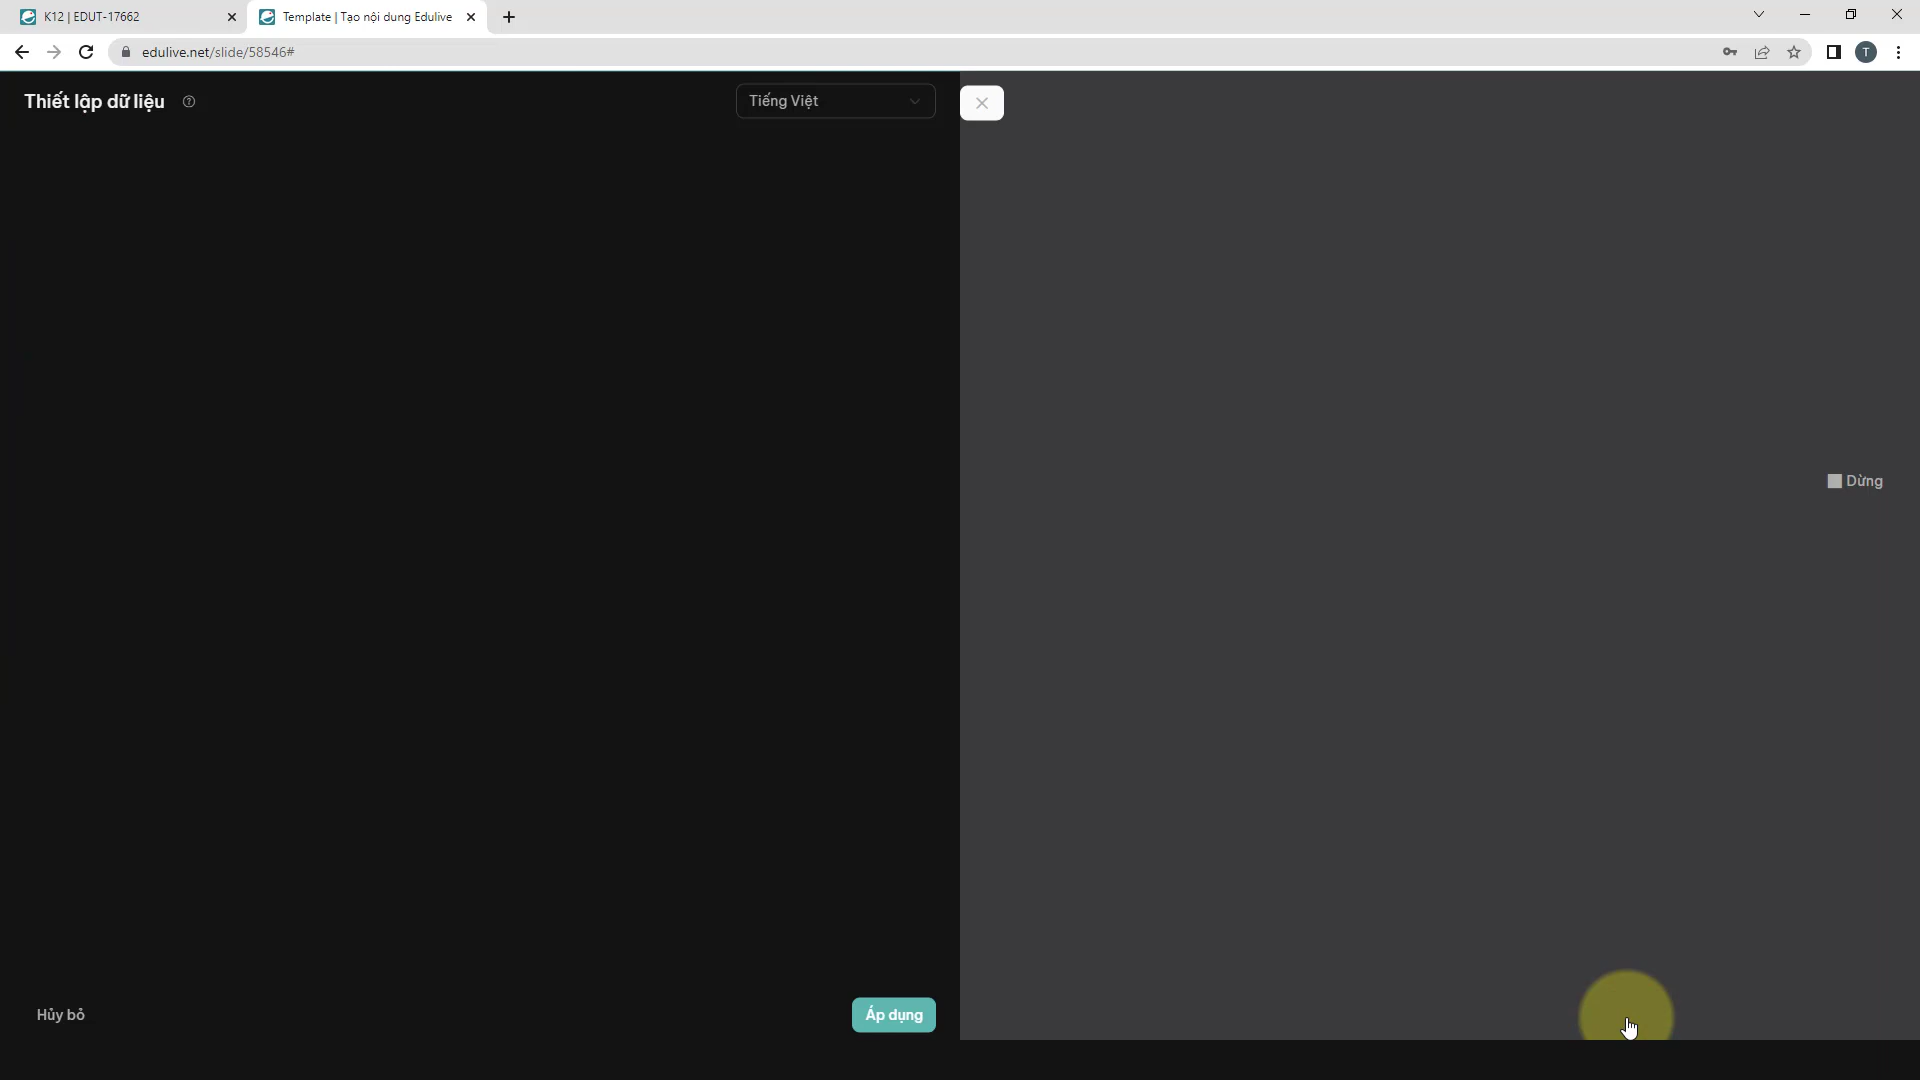 K12 | EDUT-17662
Template | Tạo nội dung Edulive
edulive.net/slide/58546#
T
Thiết lập dữ liệu
Tiếng Việt
Dừng
Hủy bỏ
Áp dụng